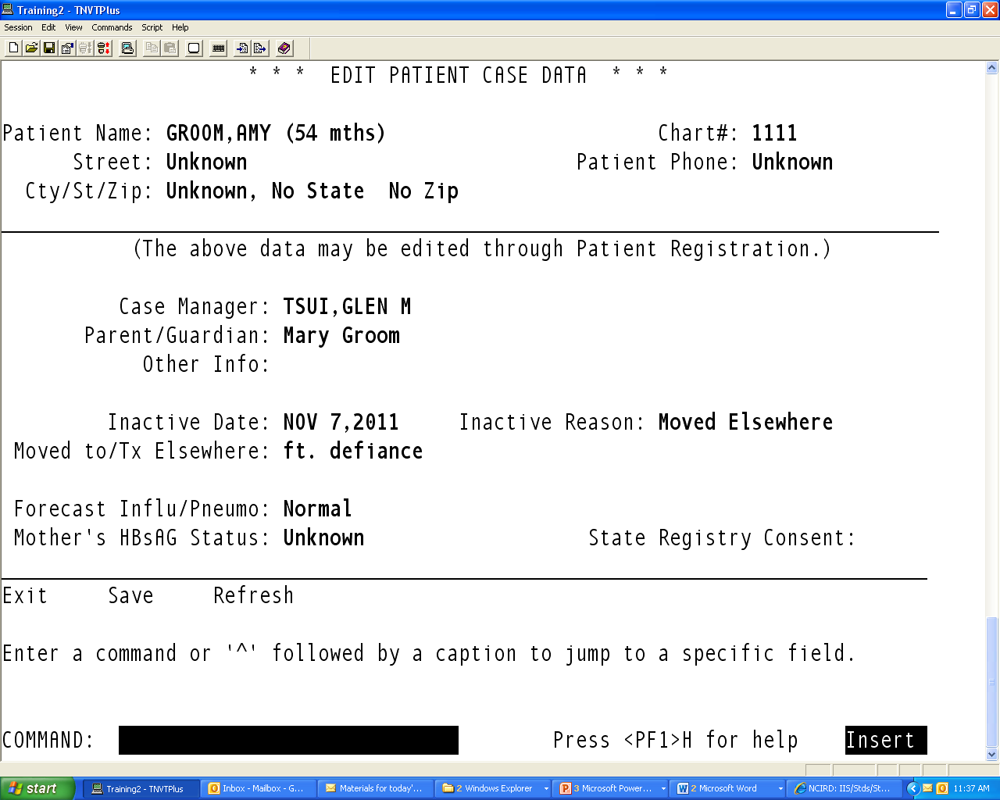 Training2 - TNVTPlus
Session Edit View Commands Script Help
* * * EDIT PATIENT CASE DATA * * *
Patient Name: GROOM,AMY (54 mths) Chart#: 1111
Street: Unknown Patient Phone: Unknown
Cty/St/Zip: Unknown, No State No Zip
(The above data may be edited through Patient Registration.)
Case Manager: TSUI,GLEN M
Parent/Guardian: Mary Groom
Other Info:
Inactive Date: NOV 7,2011 Inactive Reason: Moved Elsewhere
Moved to/Tx Elsewhere: ft. defiance
Forecast Influ/Pneumo: Normal
Mother's HBsAG Status: Unknown State Registry Consent:
Exit Save Refresh
Enter a command or '^' followed by a caption to jump to a specific field.
COMMAND: Press <PF1>H for help Insert
start Training2 - TNVTPlus Inbox - Mailbox - G... Materials for today'... 2 Windows Explorer 3 Microsoft Power... 2 Microsoft Word NCIRD: IIS/Stds/St... 11:37 AM